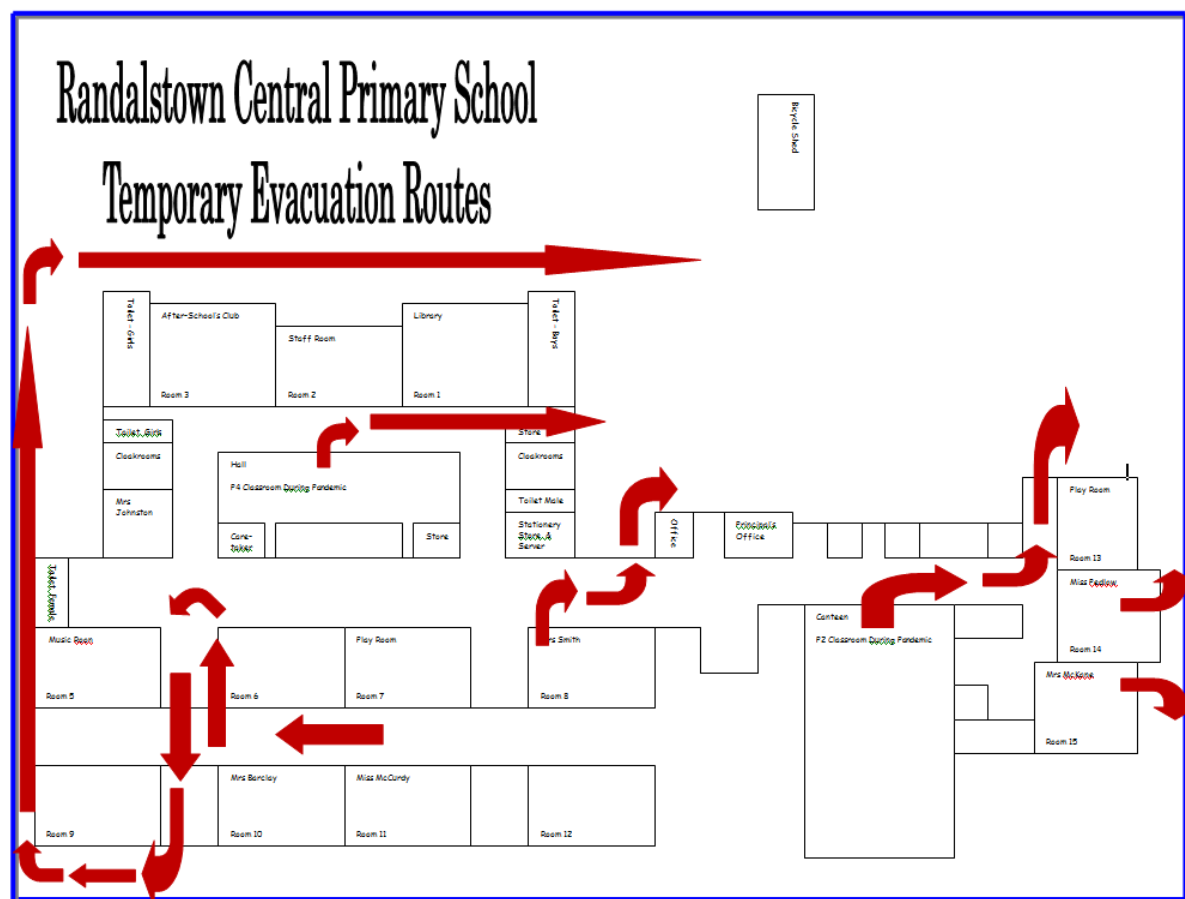 Randalstown Central Primary School
Temporary Evacuation Routes
Bicycle Shed
Toilet - Girls
After-School's Club
Room 3
Staff Room
Room 2
Library
Room 1
Toilet - Boys
Toilet Girls
Cloakrooms
Mrs
Johnston
Hall
P4 Classroom During Pandemic
Care-
taker
Store
Store
Cloakrooms
Toilet Male
Stationery
Store &
Server
Office
Principal's
Office
Play Room
Room 13
Miss
Room 14
Mrs McKane
Room 15
Canteen
P2 Classroom During Pandemic
Toilet Female
Music Roon
Room 5
Room 6
Play Room
Room 7
rs Smith
Room 8
Room 9
Mrs Barclay
Room 10
Miss McCurdy
Room 11
Room 12